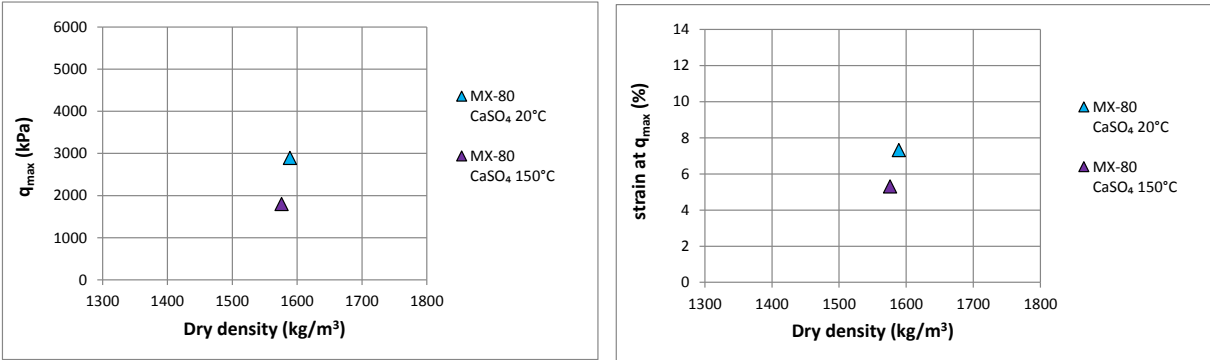 6000
5000
4000
3000
2000
1000
0
q_max (kPa)
1300 1400 1500 1600 1700 1800
Dry density (kg/m³)
MX-80
CaSO₄ 20°C
MX-80
CaSO₄ 150°C
14
12
10
8
6
4
2
0
strain at q_max (%)
1300 1400 1500 1600 1700 1800
Dry density (kg/m³)
MX-80
CaSO₄ 20°C
MX-80
CaSO₄ 150°C